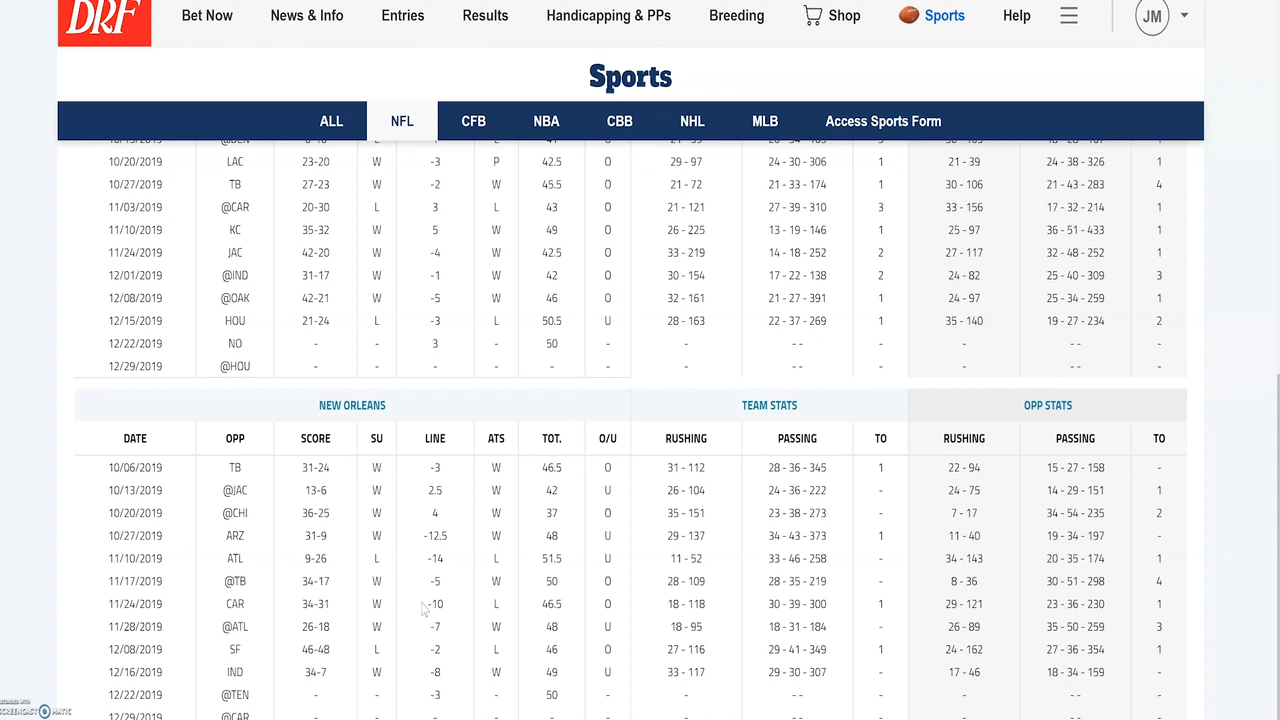 DRF Bet Now News & Info Entries Results Handicapping & PPs Breeding Shop Sports Help JM
Sports
ALL NFL CFB NBA CBB NHL MLB Access Sports Form
10/20/2019 LAC 23-20 W -3 P 42.5 O 29 - 97 24 - 30 - 306 1 21 - 39 24 - 38 - 326 1
10/27/2019 TB 27-23 W -2 W 45.5 O 21 - 72 21 - 33 - 174 1 30 - 106 21 - 43 - 283 4
11/03/2019 @CAR 20-30 L 3 L 43 O 21 - 121 27 - 39 - 310 3 33 - 156 17 - 32 - 214 1
11/10/2019 KC 35-32 W 5 W 49 O 26 - 225 13 - 19 - 146 1 25 - 97 36 - 51 - 433 1
11/24/2019 JAC 42-20 W -4 W 42.5 O 33 - 219 14 - 18 - 252 2 27 - 117 32 - 48 - 252 1
12/01/2019 @IND 31-17 W -1 W 42 O 30 - 154 17 - 22 - 138 2 24 - 82 25 - 40 - 309 3
12/08/2019 @OAK 42-21 W -5 W 46 O 32 - 161 21 - 27 - 391 1 24 - 97 25 - 34 - 259 1
12/15/2019 HOU 21-24 L -3 L 50.5 U 28 - 163 22 - 37 - 269 1 35 - 140 19 - 27 - 234 2
12/22/2019 NO - - 3 - 50 - - - - - - - - -
12/29/2019 @HOU - - - - - - - - - - - - - -
NEW ORLEANS TEAM STATS OPP STATS
DATE OPP SCORE SU LINE ATS TOT. O/U RUSHING PASSING TO RUSHING PASSING TO
10/06/2019 TB 31-24 W -3 W 46.5 O 31 - 112 28 - 36 - 345 1 22 - 94 15 - 27 - 158 -
10/13/2019 @JAC 13-6 W 2.5 W 42 U 26 - 104 24 - 36 - 222 - 24 - 75 14 - 29 - 151 1
10/20/2019 @CHI 36-25 W 4 W 37 O 35 - 151 23 - 38 - 273 - 7 - 17 34 - 54 - 235 2
10/27/2019 ARZ 31-9 W -12.5 W 48 U 29 - 137 34 - 43 - 373 1 11 - 40 19 - 34 - 197 -
11/10/2019 ATL 9-26 L -14 L 51.5 U 11 - 52 33 - 46 - 258 - 34 - 143 20 - 35 - 174 1
11/17/2019 @TB 34-17 W -5 W 50 O 28 - 109 28 - 35 - 219 - 8 - 36 30 - 51 - 298 4
11/24/2019 CAR 34-31 W -10 L 46.5 O 18 - 118 30 - 39 - 300 1 29 - 121 23 - 36 - 230 1
11/28/2019 @ATL 26-18 W -7 W 48 U 18 - 95 18 - 31 - 184 - 26 - 89 35 - 50 - 259 3
12/08/2019 SF 46-48 L -2 L 46 O 27 - 116 29 - 41 - 349 1 24 - 162 27 - 36 - 354 1
12/16/2019 IND 34-7 W -8 W 49 U 33 - 117 29 - 30 - 307 - 17 - 46 18 - 34 - 159 -
12/22/2019 @TEN - - -3 - 50 - - - - - - - - -
12/29/2019 @CAR
RECORDED WITH
SCREENCAST MATIC